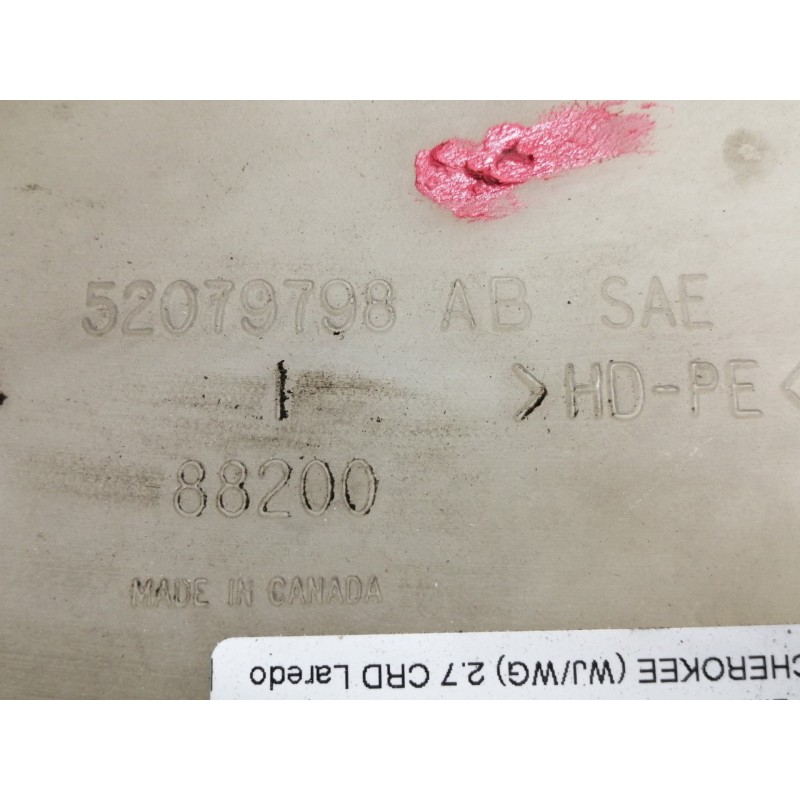 52079798 AB SAE
I >HD-PE<
88200
MADE IN CANADA
CHEROKEE (WJ/WG) 2.7 CRD Laredo